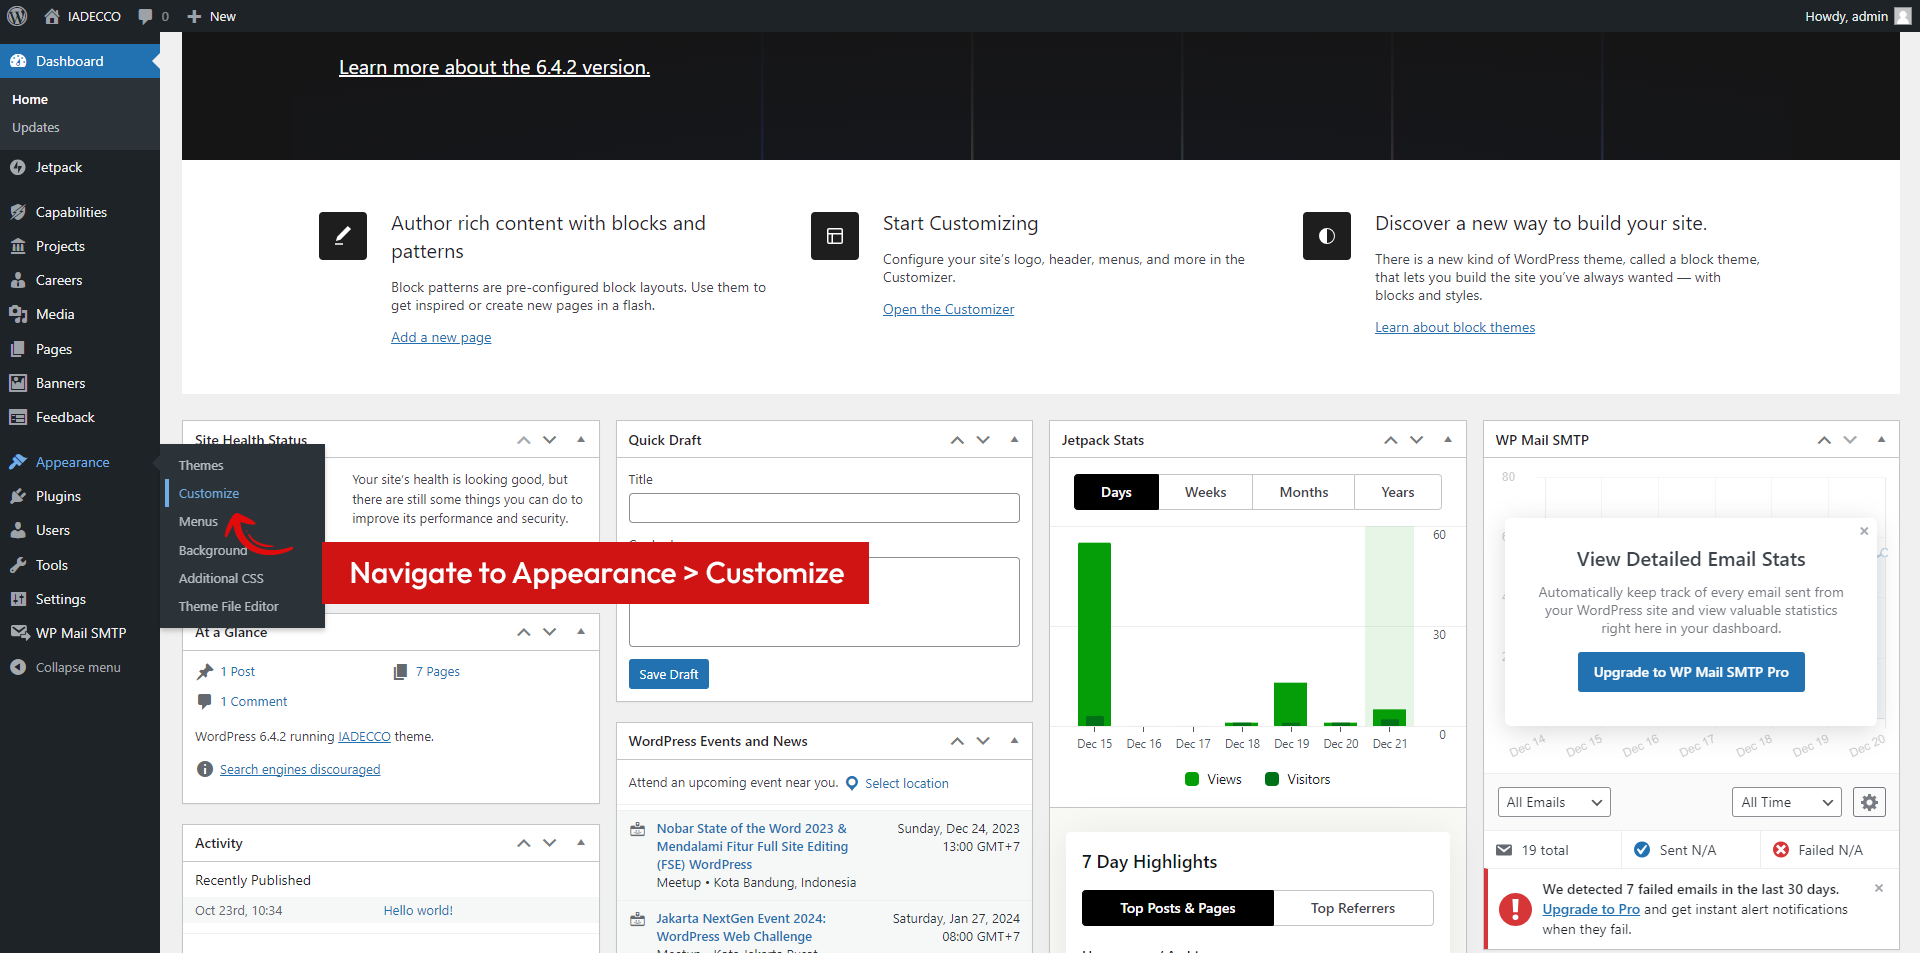 IADECCO
0
New
Howdy, admin
Dashboard
Home
Updates
Jetpack
Capabilities
Projects
Careers
Media
Pages
Banners
Feedback
Appearance
Plugins
Users
Tools
Settings
WP Mail SMTP
Collapse menu
Themes
Customize
Menus
Background
Additional CSS
Theme File Editor
Navigate to Appearance > Customize
Learn more about the 6.4.2 version.
Author rich content with blocks and
patterns
Block patterns are pre-configured block layouts. Use them to
get inspired or create new pages in a flash.
Add a new page
Start Customizing
Configure your site's logo, header, menus, and more in the
Customizer.
Open the Customizer
Discover a new way to build your site.
There is a new kind of WordPress theme, called a block theme,
that lets you build the site you've always wanted — with
blocks and styles.
Learn about block themes
Site Health Status
Your site's health is looking good, but
there are still some things you can do to
improve its performance and security.
At a Glance
1 Post
7 Pages
1 Comment
WordPress 6.4.2 running IADECCO theme.
Search engines discouraged
Activity
Recently Published
Oct 23rd, 10:34
Hello world!
Quick Draft
Title
Save Draft
WordPress Events and News
Attend an upcoming event near you.
Select location
Nobar State of the Word 2023 &
Mendalami Fitur Full Site Editing
(FSE) WordPress
Meetup • Kota Bandung, Indonesia
Sunday, Dec 24, 2023
13:00 GMT+7
Jakarta NextGen Event 2024:
WordPress Web Challenge
Saturday, Jan 27, 2024
08:00 GMT+7
Jetpack Stats
Days
Weeks
Months
Years
60
30
0
Dec 15
Dec 16
Dec 17
Dec 18
Dec 19
Dec 20
Dec 21
Views
Visitors
7 Day Highlights
Top Posts & Pages
Top Referrers
WP Mail SMTP
80
View Detailed Email Stats
Automatically keep track of every email sent from
your WordPress site and view valuable statistics
right here in your dashboard.
Upgrade to WP Mail SMTP Pro
Dec 14
Dec 15
Dec 16
Dec 17
Dec 18
Dec 19
Dec 20
All Emails
All Time
19 total
Sent N/A
Failed N/A
We detected 7 failed emails in the last 30 days.
Upgrade to Pro and get instant alert notifications
when they fail.